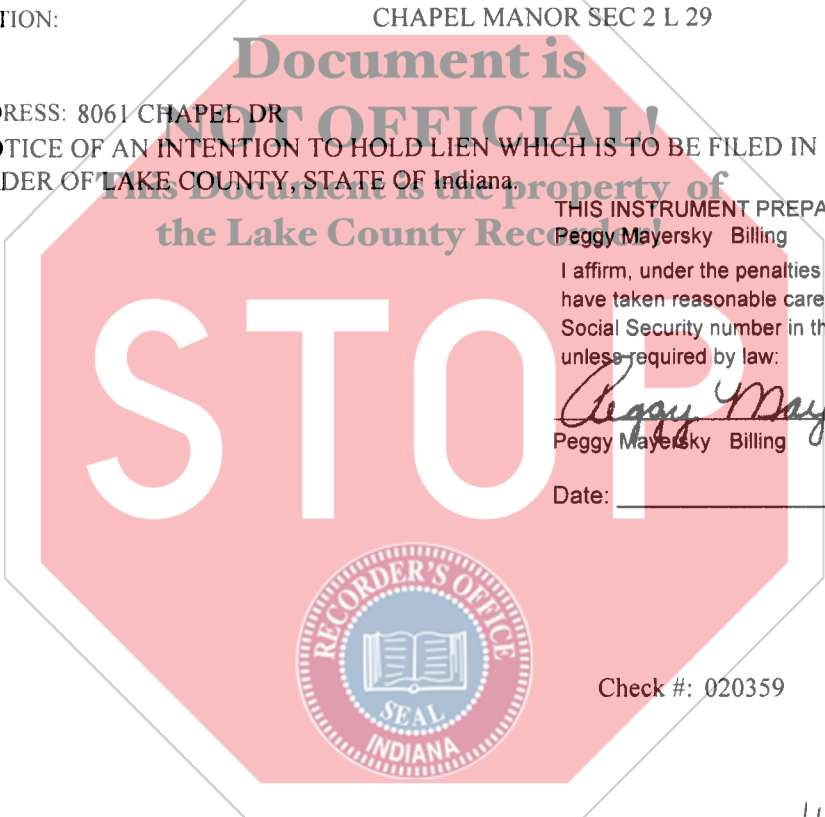 TION: CHAPEL MANOR SEC 2 L 29
Document is
DRESS: 8061 CHAPEL DR
NOT OFFICIAL!
OTICE OF AN INTENTION TO HOLD LIEN WHICH IS TO BE FILED IN
DER OF LAKE COUNTY, STATE OF Indiana.
This Document is the property of
the Lake County Recorder!
THIS INSTRUMENT PREPA
Peggy Mayersky Billing
I affirm, under the penalties
have taken reasonable care
Social Security number in th
unless required by law:
Peggy May
Peggy Mayersky Billing
Date:
STOP
RECORDER'S OFFICE
SEAL
INDIANA
Check #: 020359